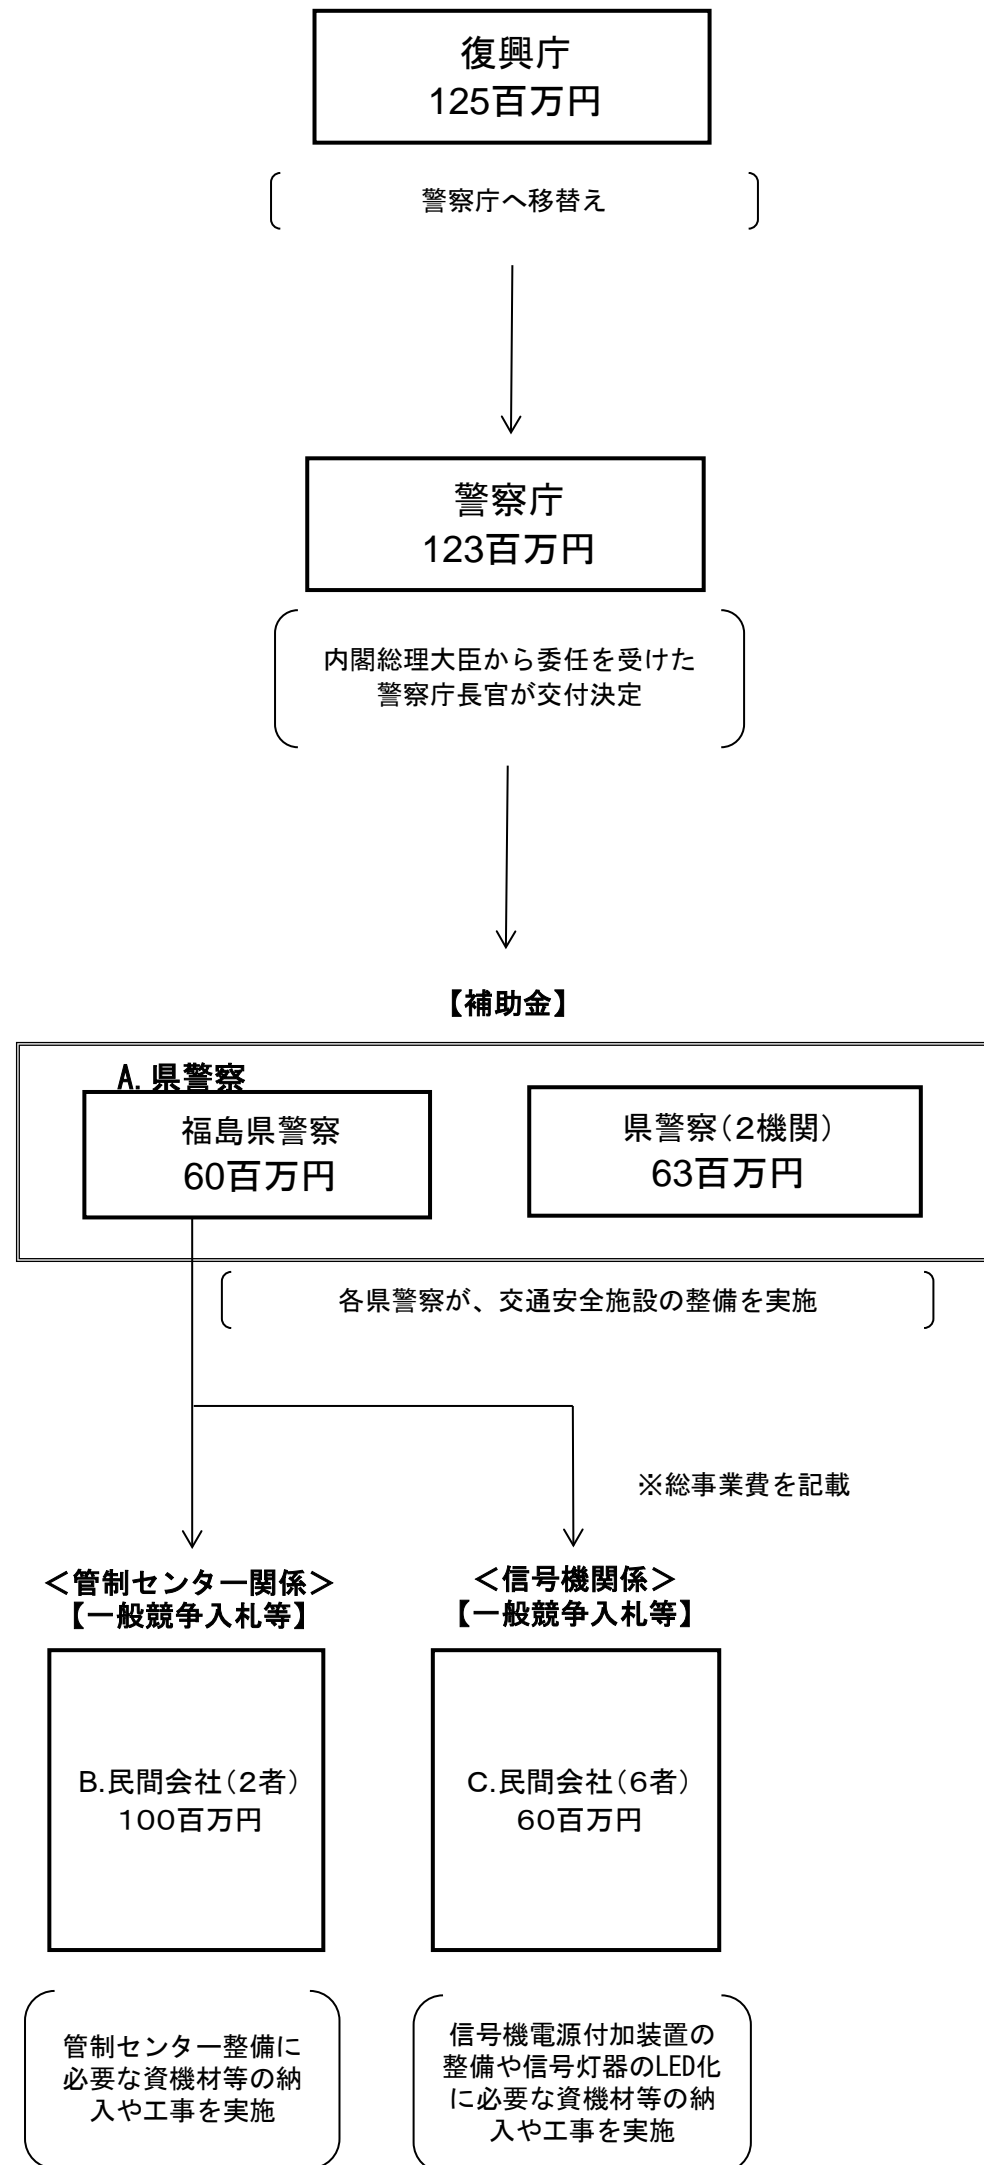 復興庁
125百万円
警察庁へ移替え
警察庁
123百万円
内閣総理大臣から委任を受けた
警察庁長官が交付決定
【補助金】
A.県警察
福島県警察
60百万円
県警察（2機関）
63百万円
各県警察が、交通安全施設の整備を実施
※総事業費を記載
＜管制センター関係＞
【一般競争入札等】
＜信号機関係＞
【一般競争入札等】
B.民間会社（2者）
100百万円
C.民間会社（6者）
60百万円
管制センター整備に
必要な資機材等の納
入や工事を実施
信号機電源付加装置の
整備や信号灯器のLED化
に必要な資機材等の納
入や工事を実施